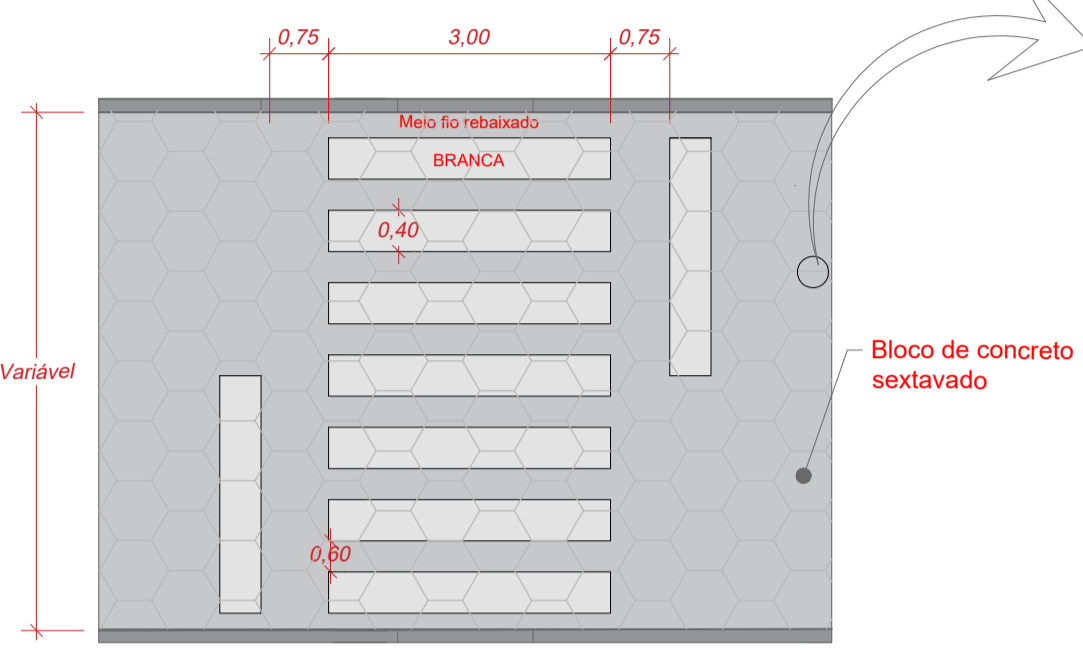 0,75
3,00
0,75
Meio fio rebaixado
BRANCA
0,40
Variável
Bloco de concreto
sextavado
0,60